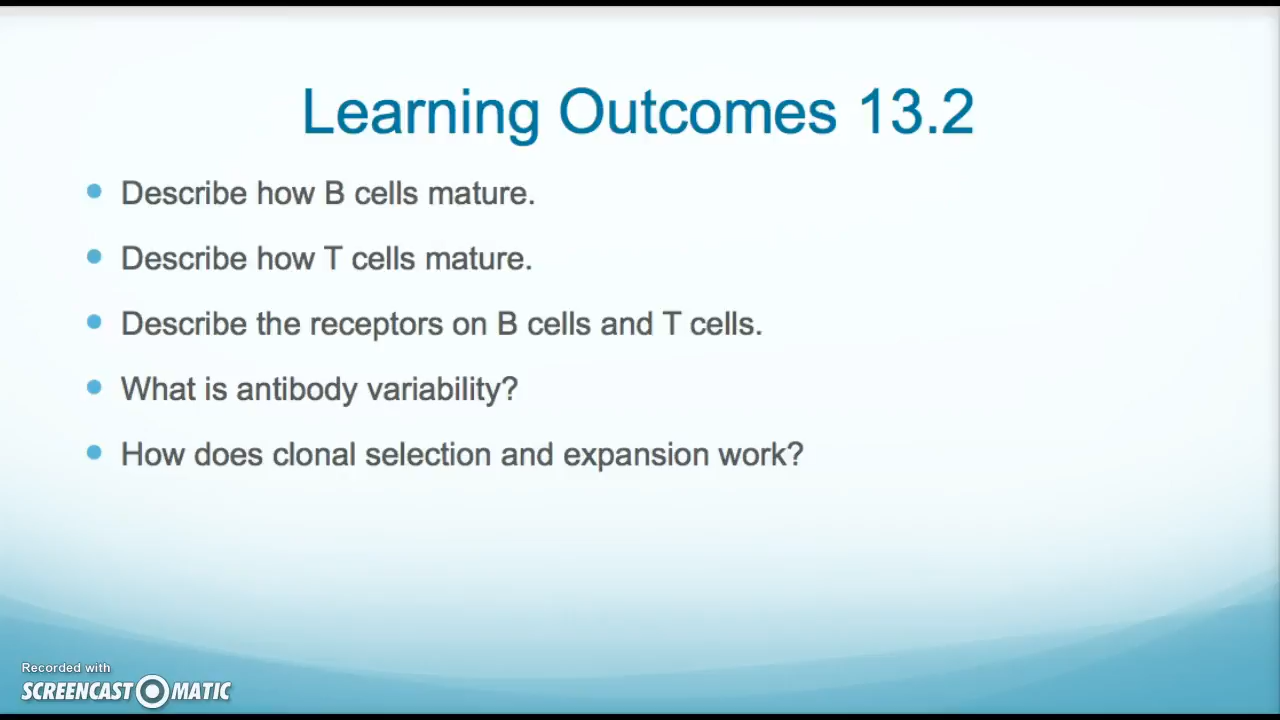 Learning Outcomes 13.2
Describe how B cells mature.
Describe how T cells mature.
Describe the receptors on B cells and T cells.
What is antibody variability?
How does clonal selection and expansion work?
Recorded with
SCREENCAST MATIC